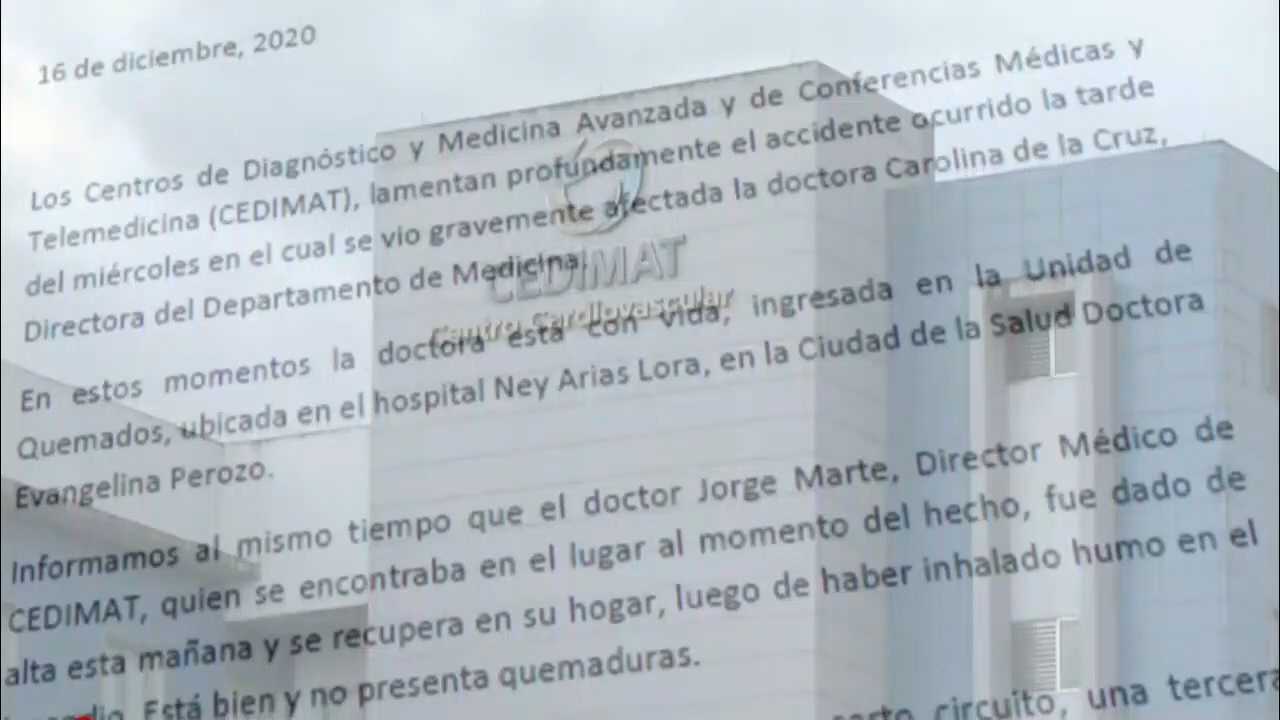 16 de diciembre, 2020
Los Centros de Diagnóstico y Medicina Avanzada y de Conferencias Médicas y
Telemedicina (CEDIMAT), lamentan profundamente el accidente ocurrido la tarde
del miércoles en el cual se vio gravemente afectada la doctora Carolina de la Cruz,
Directora del Departamento de Medicina.
CEDIMAT
Centro Cardiovascular
En estos momentos la doctora está con vida, ingresada en la Unidad de
Quemados, ubicada en el hospital Ney Arias Lora, en la Ciudad de la Salud Doctora
Evangelina Perozo.
Informamos al mismo tiempo que el doctor Jorge Marte, Director Médico de
CEDIMAT, quien se encontraba en el lugar al momento del hecho, fue dado de
alta esta mañana y se recupera en su hogar, luego de haber inhalado humo en el
Está bien y no presenta quemaduras.
circuito, una tercera